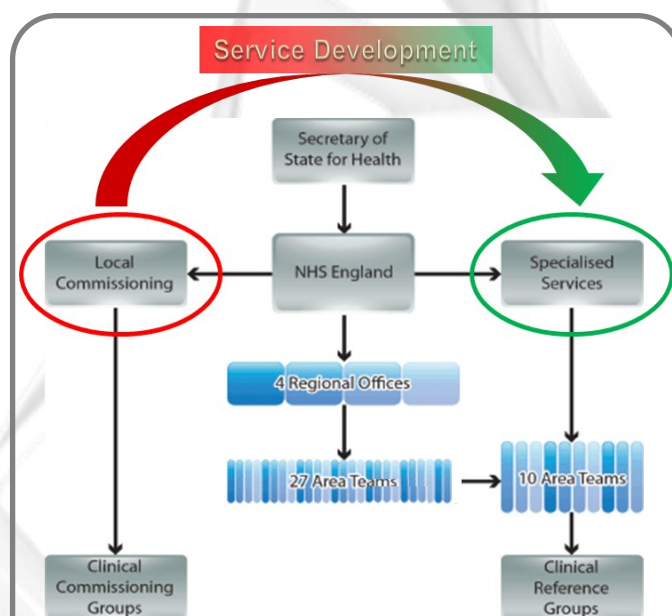 Service Development
Secretary of
State for Health
Local
Commissioning
NHS England
Specialised
Services
4 Regional Offices
27 Area Teams
10 Area Teams
Clinical
Commissioning
Groups
Clinical
Reference
Groups